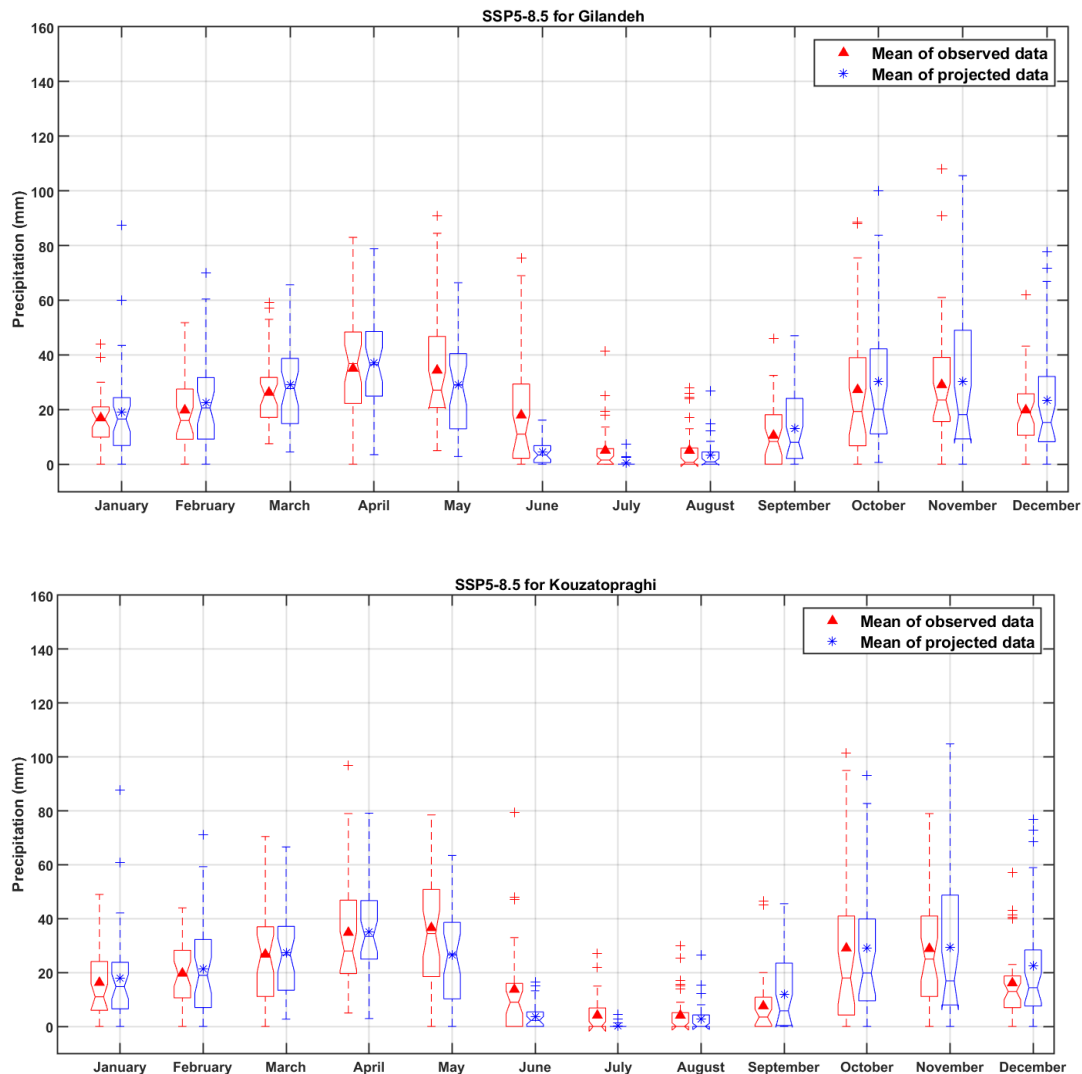 SSP5-8.5 for Gilandeh
160
140
120
100
80
60
40
20
0
Precipitation (mm)
Mean of observed data
Mean of projected data
January February March April May June July August September October November December
SSP5-8.5 for Kouzatopraghi
160
140
120
100
80
60
40
20
0
Precipitation (mm)
Mean of observed data
Mean of projected data
January February March April May June July August September October November December